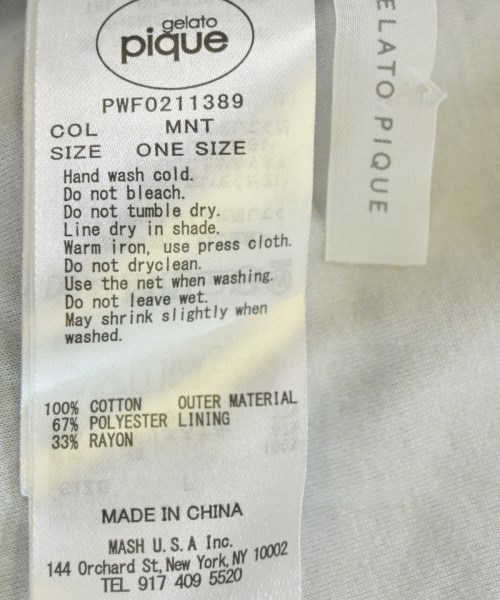 gelato
pique
PWF0211389
COL MNT
SIZE ONE SIZE
Hand wash cold.
Do not bleach.
Do not tumble dry.
Line dry in shade.
Warm iron, use press cloth.
Do not dryclean.
Use the net when washing.
Do not leave wet.
May shrink slightly when
washed.
100% COTTON OUTER MATERIAL
67% POLYESTER LINING
33% RAYON
MADE IN CHINA
MASH U.S.A Inc.
144 Orchard St, New York, NY 10002
TEL 917 409 5520
ELATO PIQUE